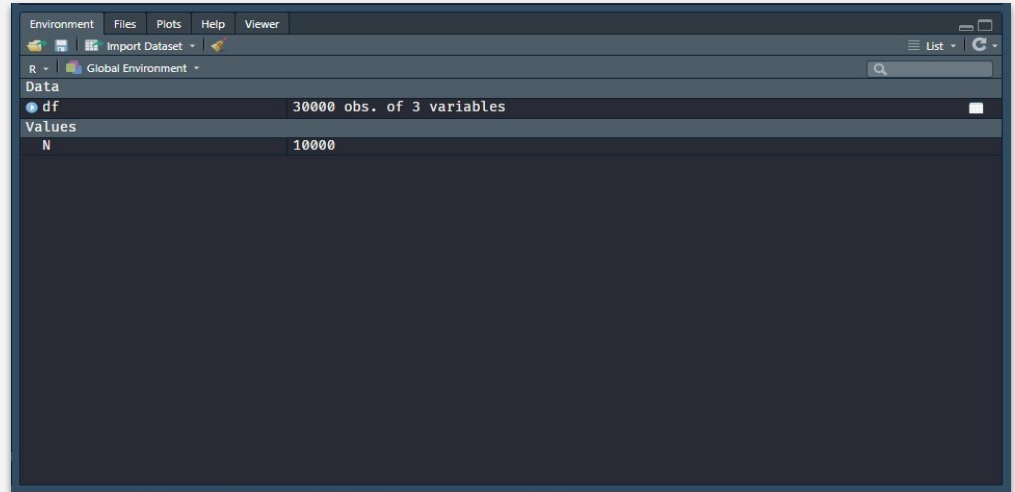 Environment Files Plots Help Viewer
Import Dataset List
R Global Environment
Data
df 30000 obs. of 3 variables
Values
N 10000